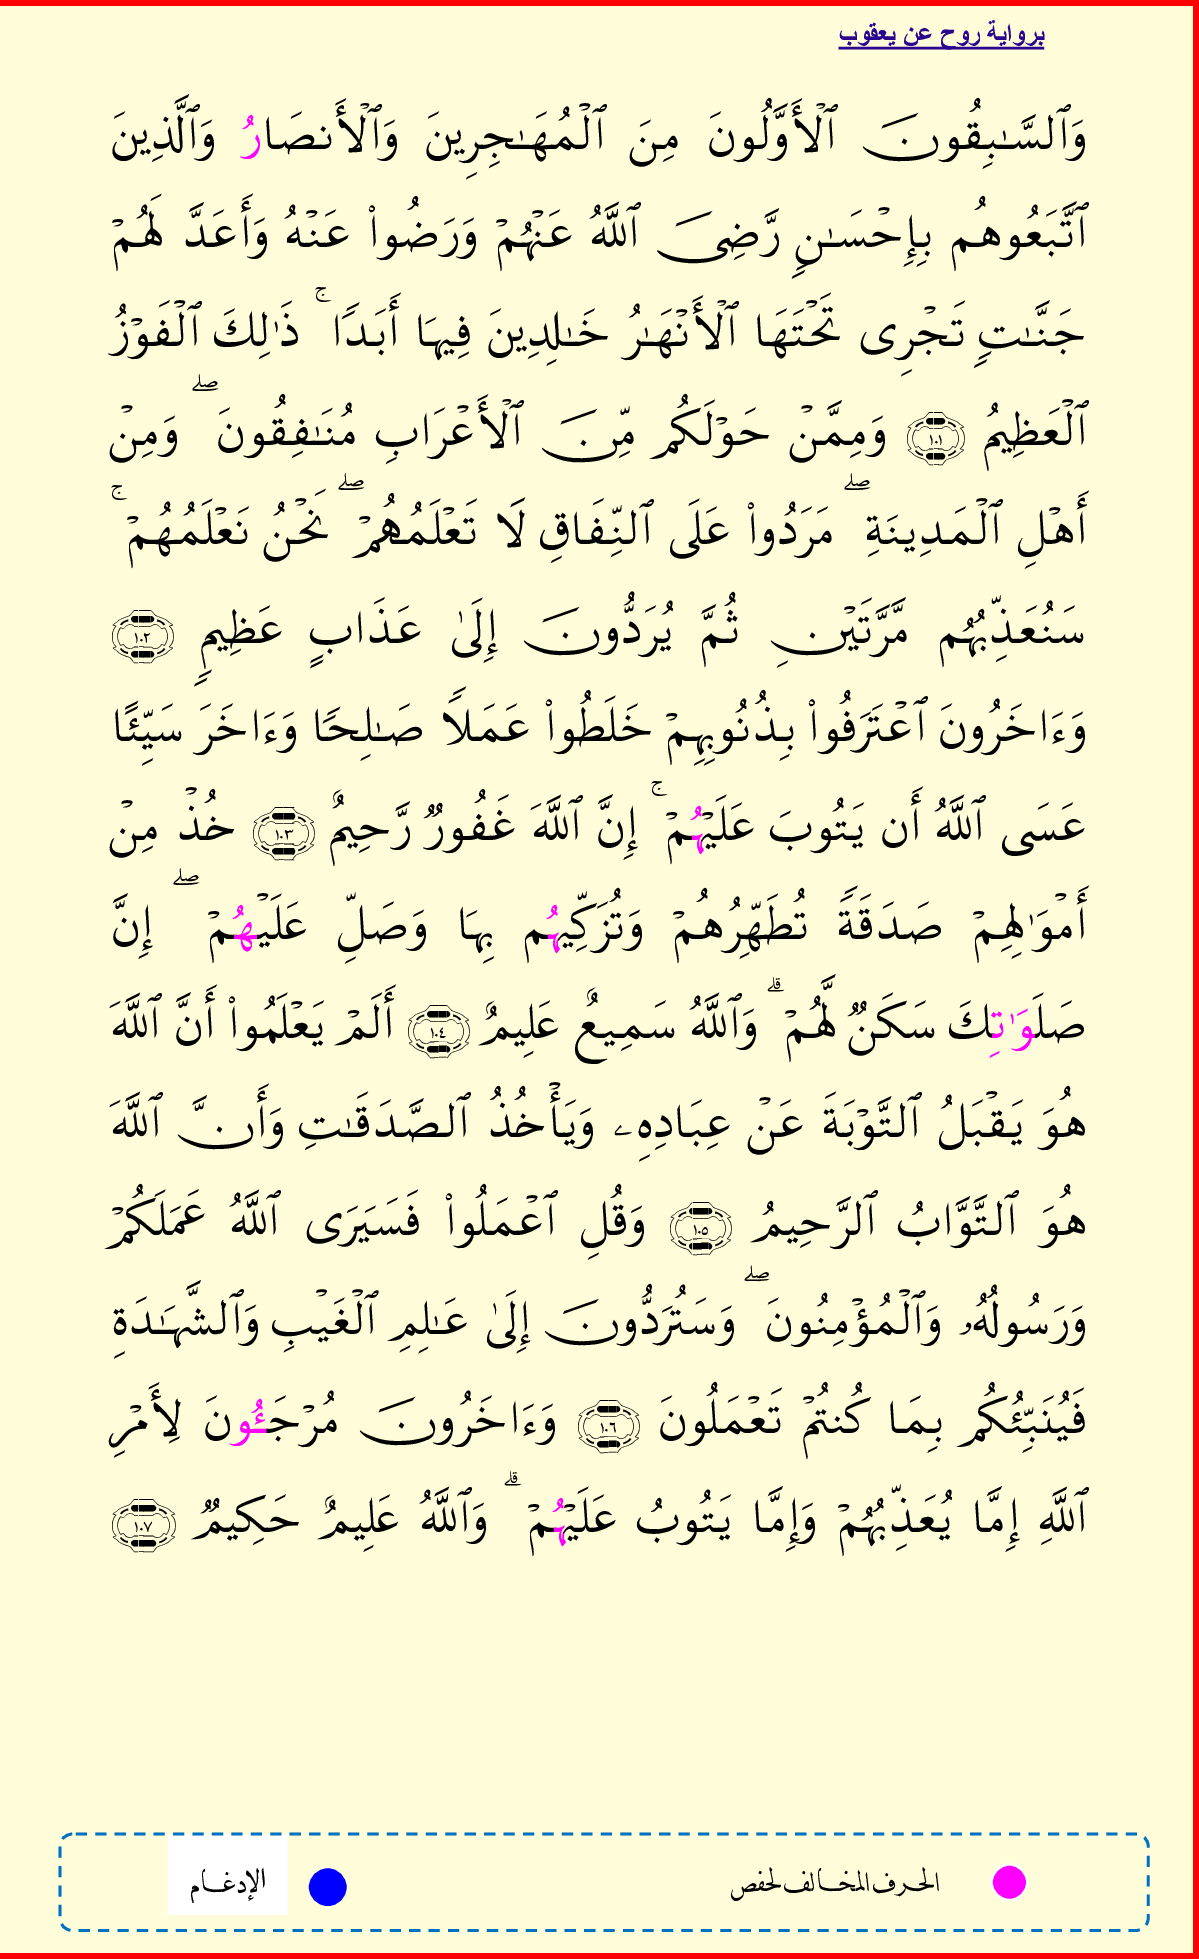 برواية روح عن يعقوب
وَٱلسَّـٰبِقُونَ ٱلْأَوَّلُونَ مِنَ ٱلْمُهَـٰجِرِينَ وَٱلْأَنصَارُ وَٱلَّذِينَ
ٱتَّبَعُوهُم بِإِحْسَـٰنٍ رَّضِىَ ٱللَّهُ عَنْهُمْ وَرَضُوا۟ عَنْهُ وَأَعَدَّ لَهُمْ
جَنَّـٰتٍ تَجْرِى تَحْتَهَا ٱلْأَنْهَـٰرُ خَـٰلِدِينَ فِيهَا أَبَدًا ۚ ذَٰلِكَ ٱلْفَوْزُ
ٱلْعَظِيمُ ١٠١ وَمِمَّنْ حَوْلَكُم مِّنَ ٱلْأَعْرَابِ مُنَـٰفِقُونَ ۖ وَمِنْ
أَهْلِ ٱلْمَدِينَةِ ۖ مَرَدُوا۟ عَلَى ٱلنِّفَاقِ لَا تَعْلَمُهُمْ ۖ نَحْنُ نَعْلَمُهُمْ ۚ
سَنُعَذِّبُهُم مَّرَّتَيْنِ ثُمَّ يُرَدُّونَ إِلَىٰ عَذَابٍ عَظِيمٍ ١٠٢
وَءَاخَرُونَ ٱعْتَرَفُوا۟ بِذُنُوبِهِمْ خَلَطُوا۟ عَمَلًا صَـٰلِحًا وَءَاخَرَ سَيِّئًا
عَسَى ٱللَّهُ أَن يَتُوبَ عَلَيْهُمْ ۚ إِنَّ ٱللَّهَ غَفُورٌ رَّحِيمٌ ١٠٣ خُذْ مِنْ
أَمْوَٰلِهِمْ صَدَقَةً تُطَهِّرُهُمْ وَتُزَكِّيهُم بِهَا وَصَلِّ عَلَيْهُمْ ۖ إِنَّ
صَلَوَٰتِكَ سَكَنٌ لَّهُمْ ۗ وَٱللَّهُ سَمِيعٌ عَلِيمٌ ١٠٤ أَلَمْ يَعْلَمُوا۟ أَنَّ ٱللَّهَ
هُوَ يَقْبَلُ ٱلتَّوْبَةَ عَنْ عِبَادِهِۦ وَيَأْخُذُ ٱلصَّدَقَـٰتِ وَأَنَّ ٱللَّهَ
هُوَ ٱلتَّوَّابُ ٱلرَّحِيمُ ١٠٥ وَقُلِ ٱعْمَلُوا۟ فَسَيَرَى ٱللَّهُ عَمَلَكُمْ
وَرَسُولُهُۥ وَٱلْمُؤْمِنُونَ ۖ وَسَتُرَدُّونَ إِلَىٰ عَـٰلِمِ ٱلْغَيْبِ وَٱلشَّهَـٰدَةِ
فَيُنَبِّئُكُم بِمَا كُنتُمْ تَعْمَلُونَ ١٠٦ وَءَاخَرُونَ مُرْجَـُٔونَ لِأَمْرِ
ٱللَّهِ إِمَّا يُعَذِّبُهُمْ وَإِمَّا يَتُوبُ عَلَيْهُمْ ۗ وَٱللَّهُ عَلِيمٌ حَكِيمٌ ١٠٧
الحرف المخالف لحفص
الإدغام